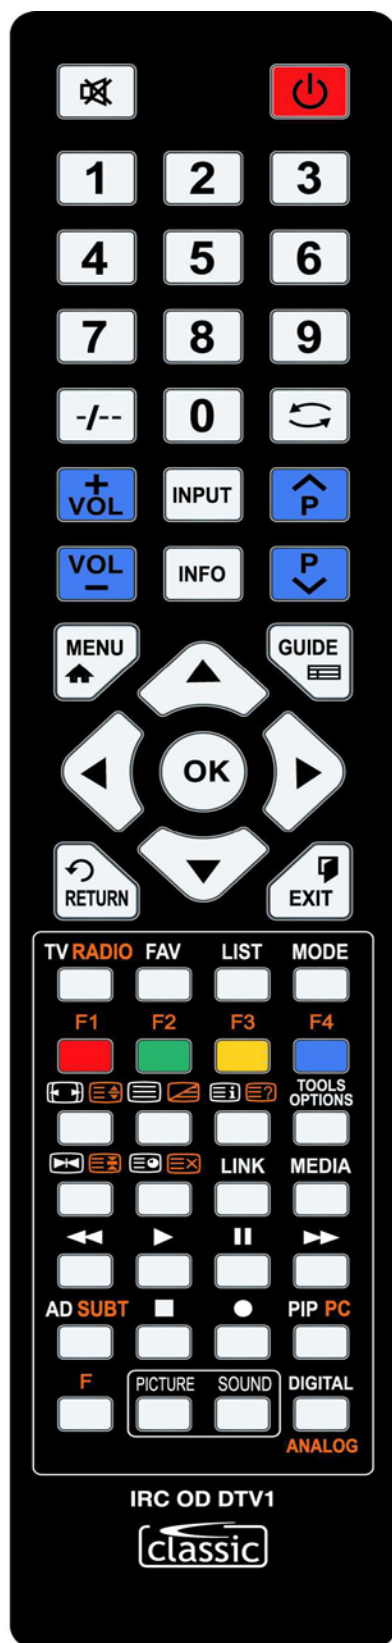 1 2 3
4 5 6
7 8 9
-/-- 0
+ VOL INPUT P
VOL − INFO P
MENU GUIDE
OK
RETURN EXIT
TV RADIO FAV LIST MODE
F1 F2 F3 F4
i ? TOOLS
OPTIONS
LINK MEDIA
AD SUBT PIP PC
F PICTURE SOUND DIGITAL
ANALOG
IRC OD DTV1
classic